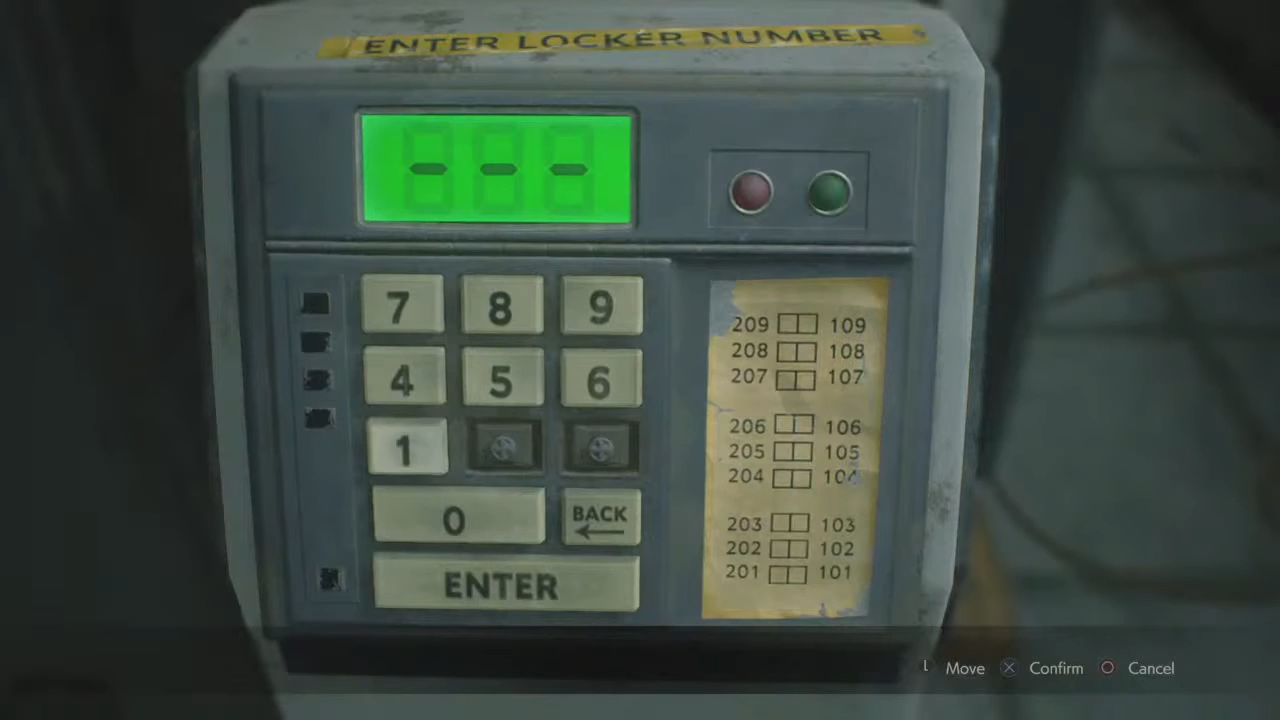 ENTER LOCKER NUMBER
- - -
7 8 9
4 5 6
1
0 BACK
ENTER
209 109
208 108
207 107
206 106
205 105
204 104
203 103
202 102
201 101
L Move Confirm Cancel